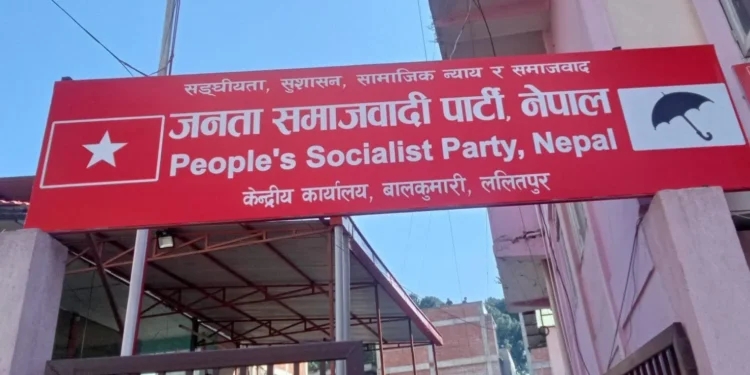 सङ्घीयता, सुशासन, सामाजिक न्याय र समाजवाद
जनता समाजवादी पार्टी, नेपाल
People's Socialist Party, Nepal
केन्द्रीय कार्यालय, बालकुमारी, ललितपुर